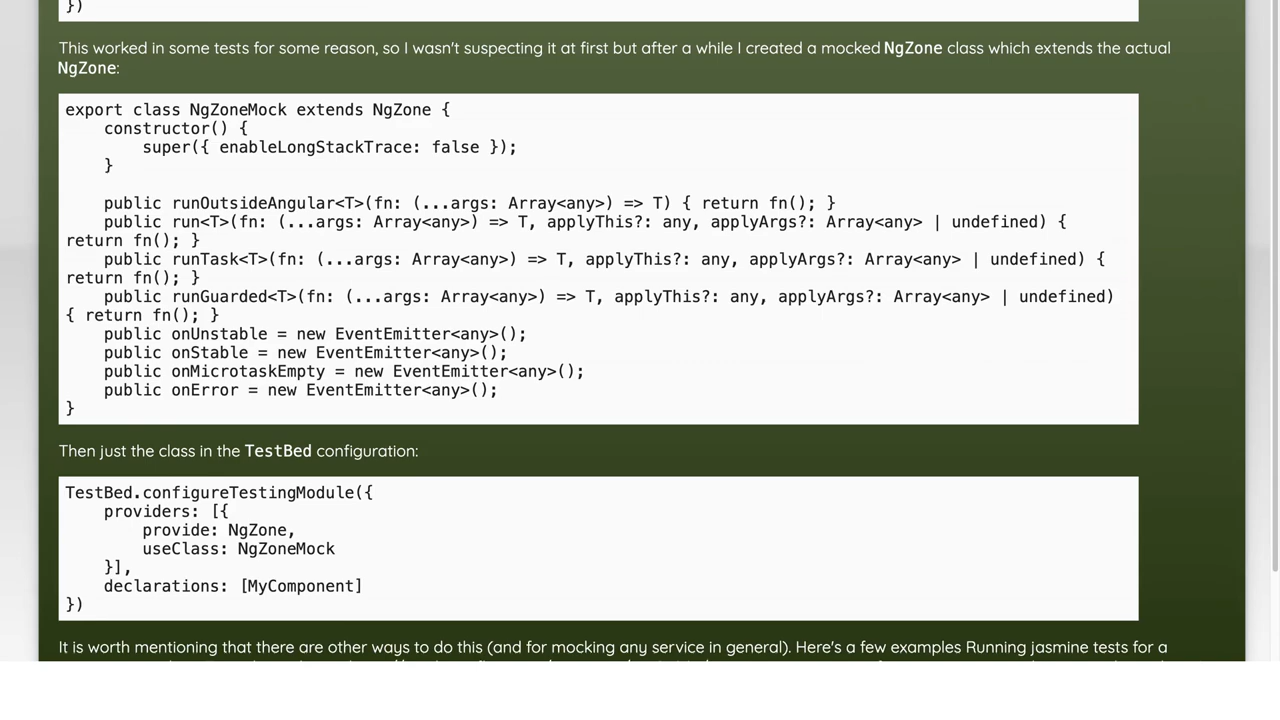 })
This worked in some tests for some reason, so I wasn't suspecting it at first but after a while I created a mocked NgZone class which extends the actual
NgZone:
export class NgZoneMock extends NgZone {
    constructor() {
        super({ enableLongStackTrace: false });
    }
    public runOutsideAngular<T>(fn: (...args: Array<any>) => T) { return fn(); }
    public run<T>(fn: (...args: Array<any>) => T, applyThis?: any, applyArgs?: Array<any> | undefined) {
return fn(); }
    public runTask<T>(fn: (...args: Array<any>) => T, applyThis?: any, applyArgs?: Array<any> | undefined) {
return fn(); }
    public runGuarded<T>(fn: (...args: Array<any>) => T, applyThis?: any, applyArgs?: Array<any> | undefined)
{ return fn(); }
    public onUnstable = new EventEmitter<any>();
    public onStable = new EventEmitter<any>();
    public onMicrotaskEmpty = new EventEmitter<any>();
    public onError = new EventEmitter<any>();
}
Then just the class in the TestBed configuration:
TestBed.configureTestingModule({
    providers: [{
        provide: NgZone,
        useClass: NgZoneMock
    }],
    declarations: [MyComponent]
})
It is worth mentioning that there are other ways to do this (and for mocking any service in general). Here's a few examples Running jasmine tests for a